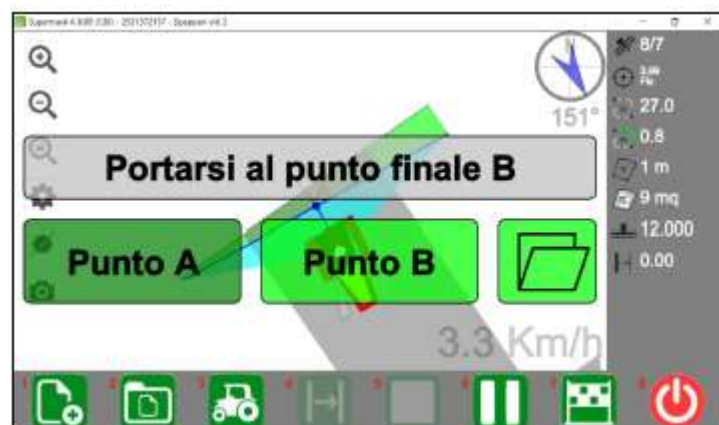 151°
Portarsi al punto finale B
Punto A
Punto B
3.3 Km/h
8/7
27.0
0.8
1 m
9 mq
12.000
0.00
1
2
3
4
5
6
7
8